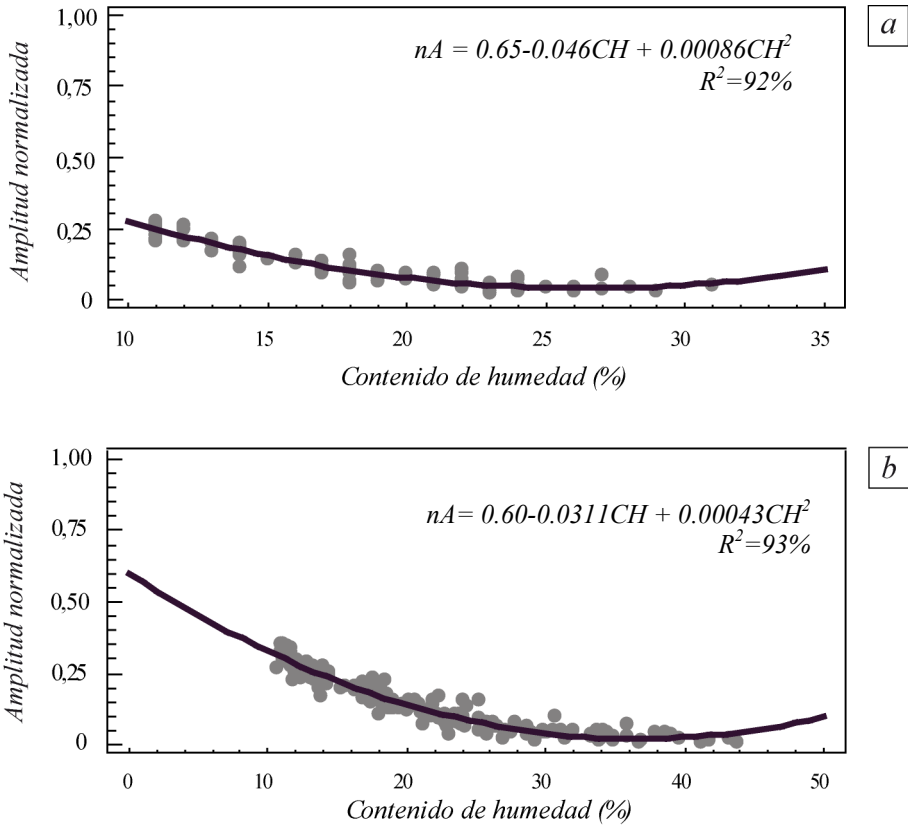 a
1,00
nA = 0.65-0.046CH + 0.00086CH²
R²=92%
0,75
0,50
0,25
0
Amplitud normalizada
10 15 20 25 30 35
Contenido de humedad (%)
b
1,00
nA= 0.60-0.0311CH + 0.00043CH²
R²=93%
0,75
0,50
0,25
0
Amplitud normalizada
0 10 20 30 40 50
Contenido de humedad (%)